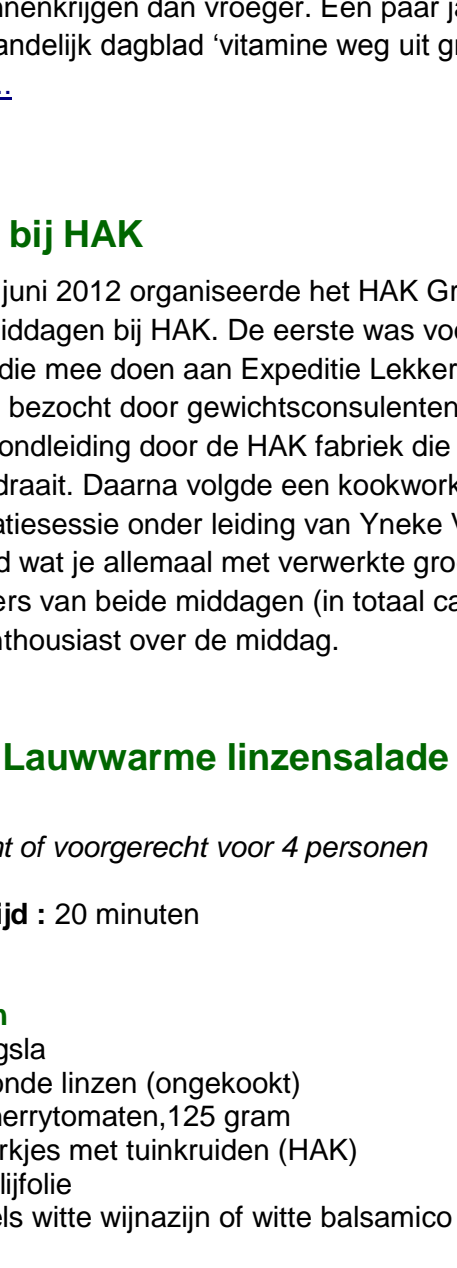 nnenkrijgen dan vroeger. Een paar ja
andelijk dagblad ‘vitamine weg uit gr
...
bij HAK
juni 2012 organiseerde het HAK Gr
iddagen bij HAK. De eerste was voo
die mee doen aan Expeditie Lekker
bezocht door gewichtsconsulenten
ondleiding door de HAK fabriek die
draait. Daarna volgde een kookwork
atiesessie onder leiding van Yneke V
d wat je allemaal met verwerkte groe
ers van beide middagen (in totaal ca
nthousiast over de middag.
Lauwwarme linzensalade
nt of voorgerecht voor 4 personen
ijd : 20 minuten
n
gsla
onde linzen (ongekookt)
herrytomaten,125 gram
rkjes met tuinkruiden (HAK)
lijfolie
els witte wijnazijn of witte balsamico